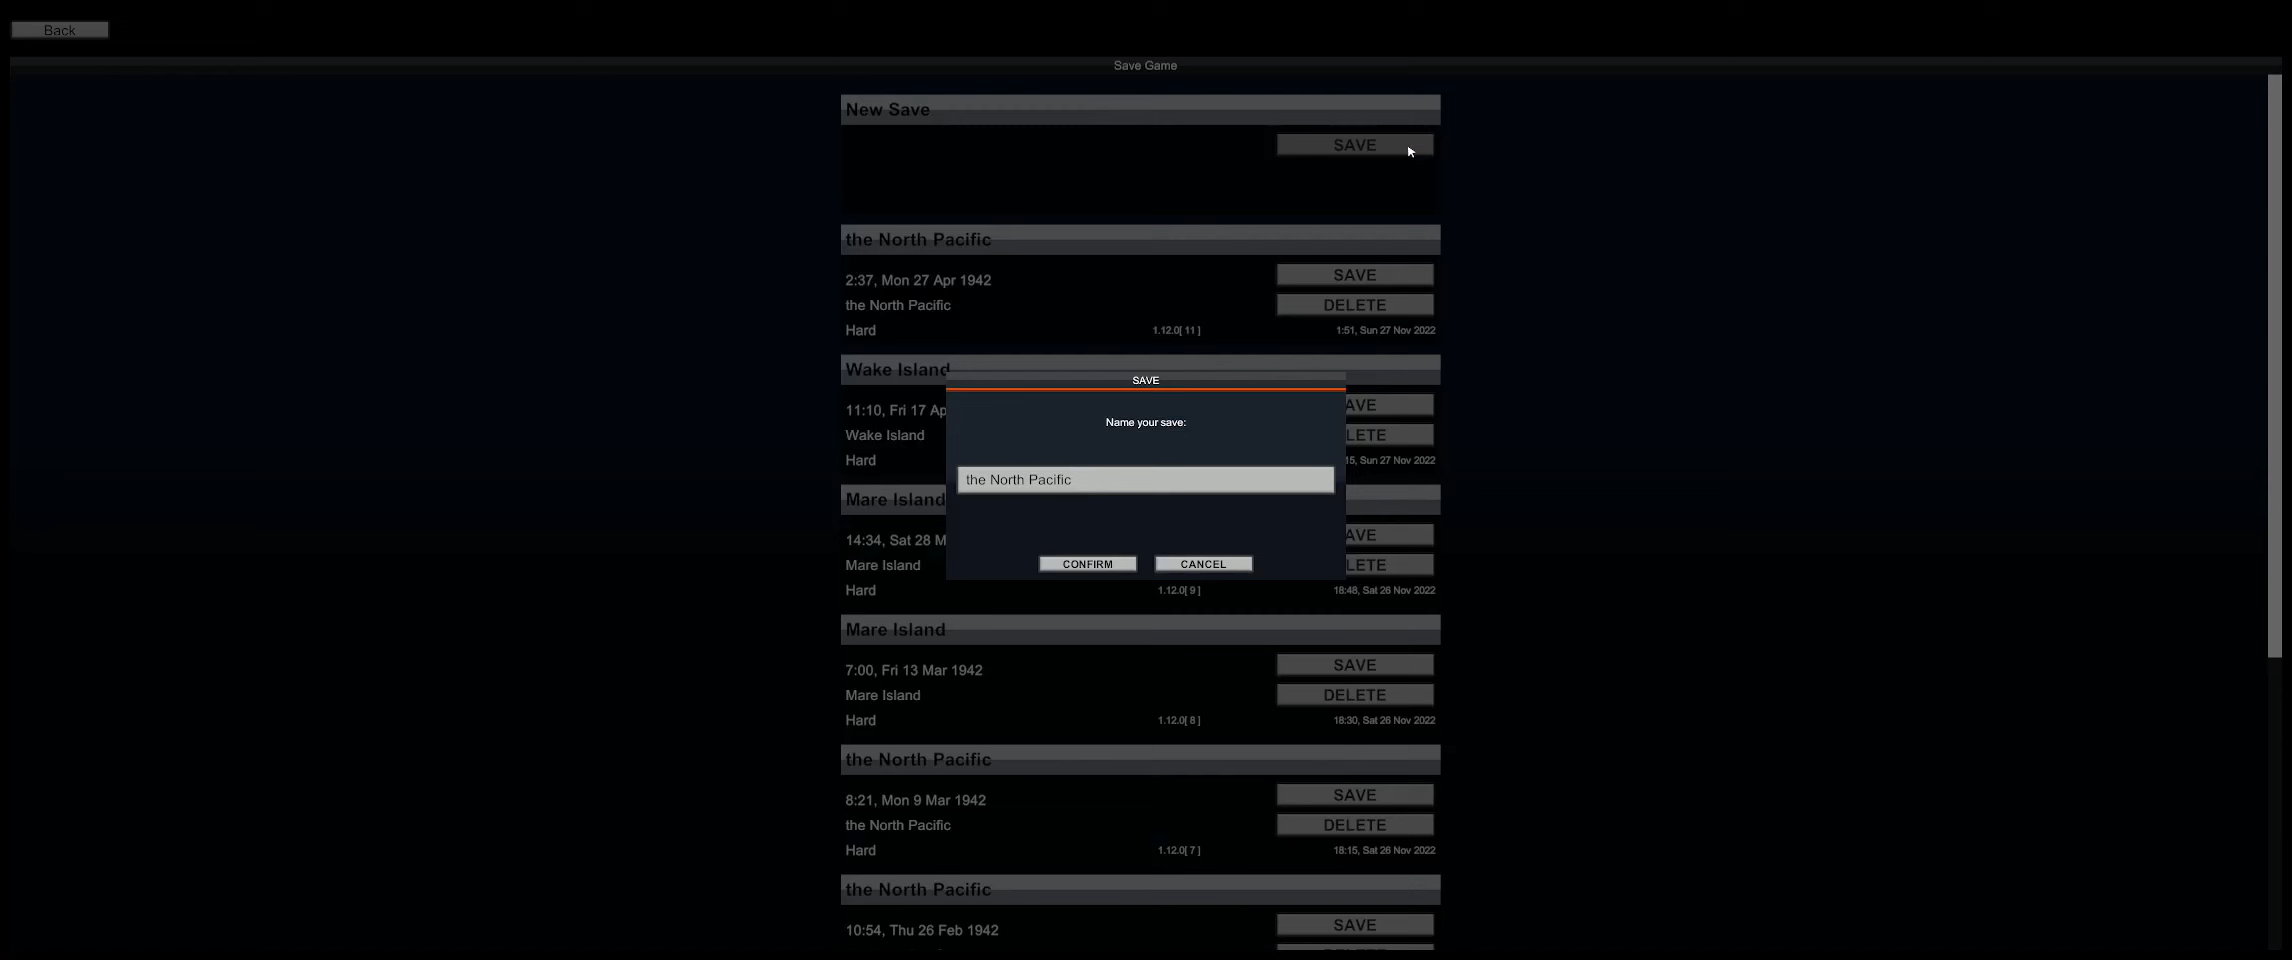 Back
Save Game
New Save
SAVE
the North Pacific
2:37, Mon 27 Apr 1942
SAVE
the North Pacific
DELETE
Hard
1.12.0[ 11 ]
1:51, Sun 27 Nov 2022
Wake Island
SAVE
Name your save:
11:10, Fri 17 Ap
AVE
Wake Island
LETE
Hard
15, Sun 27 Nov 2022
the North Pacific
Mare Island
14:34, Sat 28 M
AVE
Mare Island
CONFIRM
CANCEL
LETE
Hard
1.12.0[ 9 ]
18:48, Sat 26 Nov 2022
Mare Island
7:00, Fri 13 Mar 1942
SAVE
Mare Island
DELETE
Hard
1.12.0[ 8 ]
18:30, Sat 26 Nov 2022
the North Pacific
8:21, Mon 9 Mar 1942
SAVE
the North Pacific
DELETE
Hard
1.12.0[ 7 ]
18:15, Sat 26 Nov 2022
the North Pacific
10:54, Thu 26 Feb 1942
SAVE